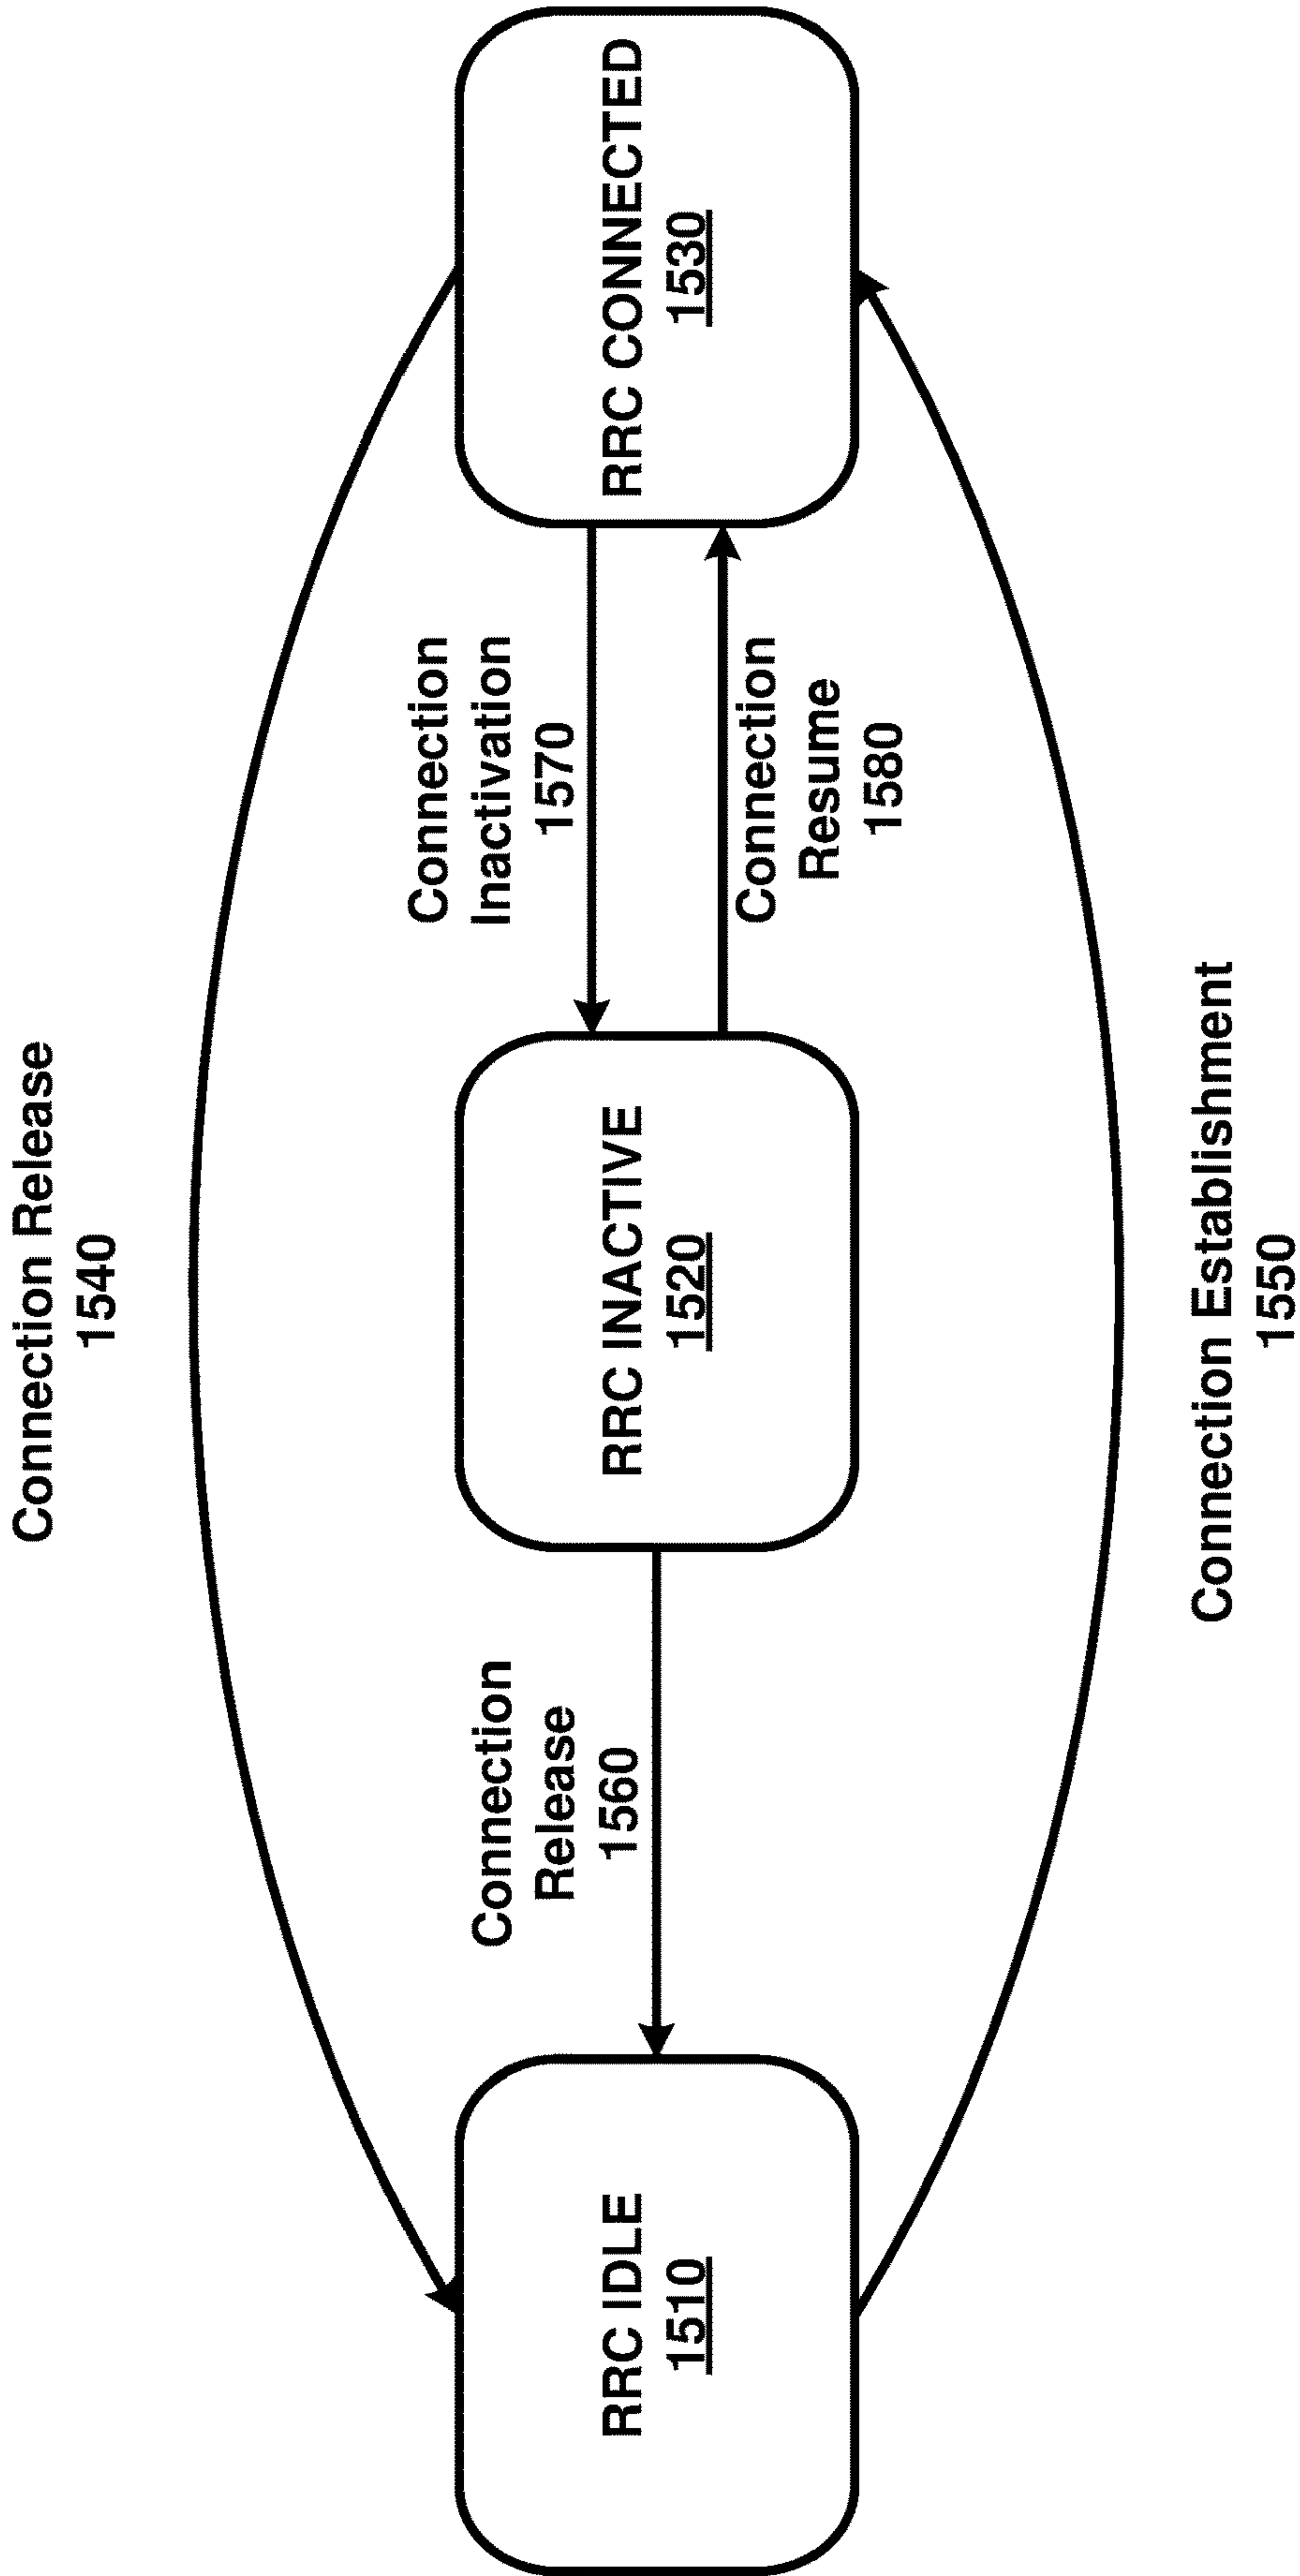 Connection Release
1540
RRC IDLE
1510
Connection
Release
1560
RRC INACTIVE
1520
Connection
Inactivation
1570
Connection
Resume
1580
RRC CONNECTED
1530
Connection Establishment
1550